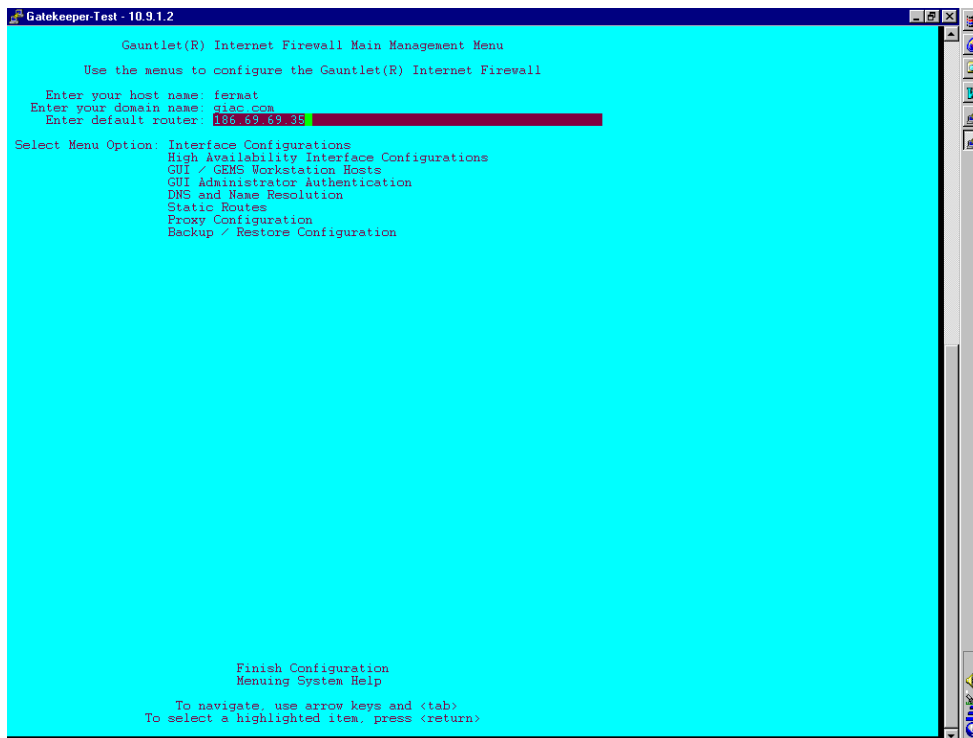 Gatekeeper-Test - 10.9.1.2
Gauntlet(R) Internet Firewall Main Management Menu
Use the menus to configure the Gauntlet(R) Internet Firewall
Enter your host name: fermat
Enter your domain name: giac.com
Enter default router: 186.69.69.35
Select Menu Option: Interface Configurations
High Availability Interface Configurations
GUI / GEMS Workstation Hosts
GUI Administrator Authentication
DNS and Name Resolution
Static Routes
Proxy Configuration
Backup / Restore Configuration
Finish Configuration
Menuing System Help
To navigate, use arrow keys and <tab>
To select a highlighted item, press <return>